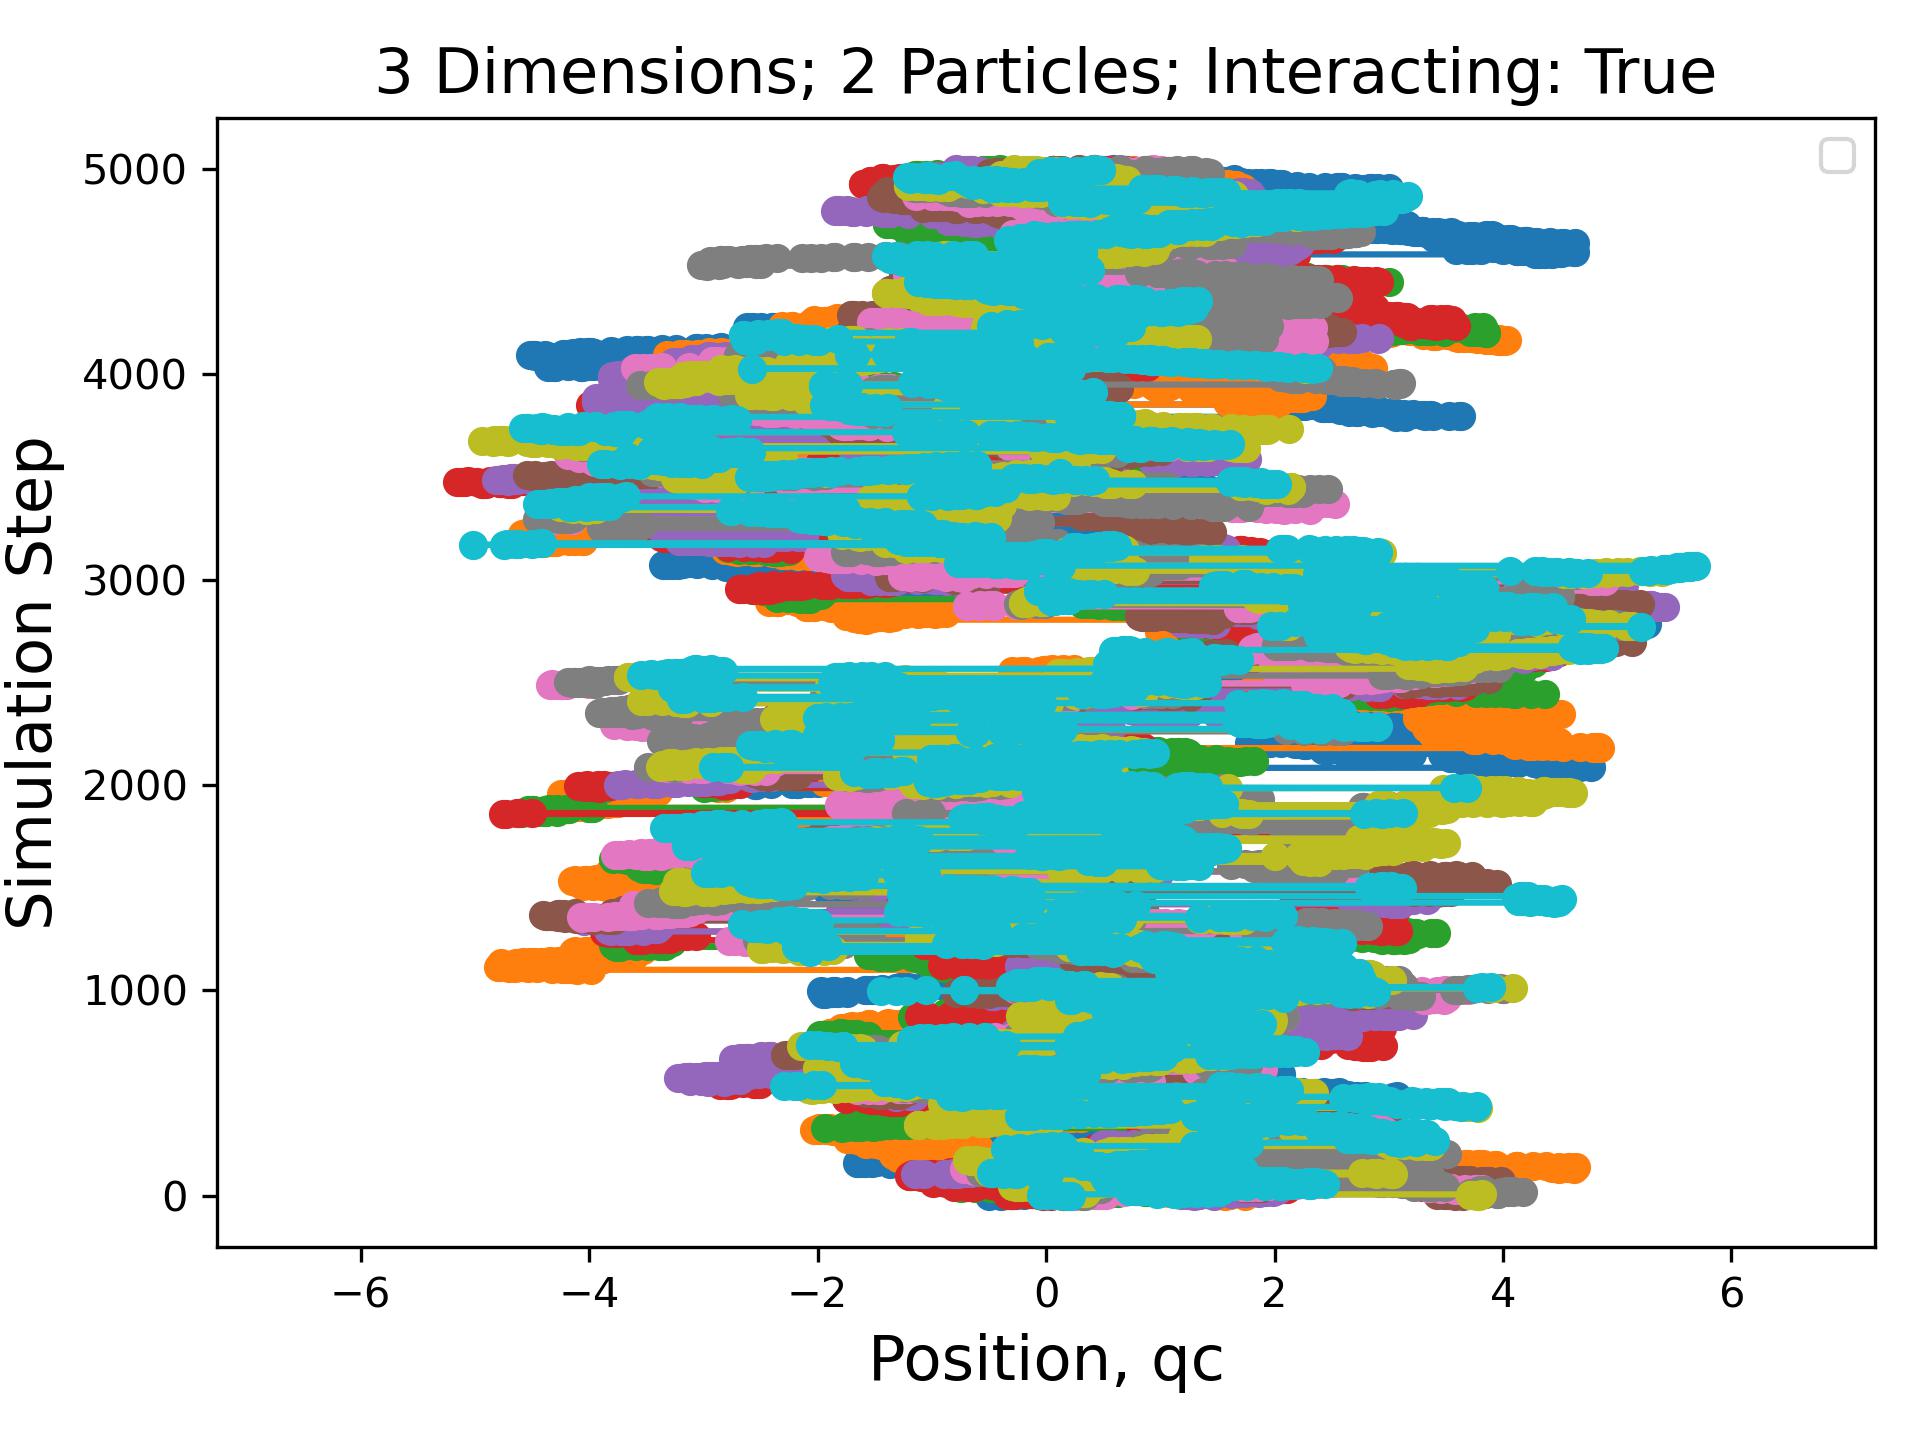 3 Dimensions; 2 Particles; Interacting: True
Simulation Step
5000
4000
3000
2000
1000
0
−6 −4 −2 0 2 4 6
Position, qc